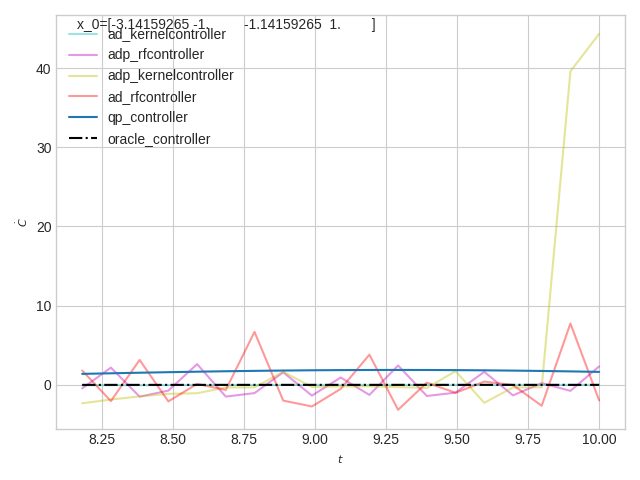 x_0=[-3.14159265 -1. -1.14159265 1. ]
ad_kernelcontroller
adp_rfcontroller
adp_kernelcontroller
ad_rfcontroller
qp_controller
oracle_controller
40
30
20
10
0
Ċ
8.25 8.50 8.75 9.00 9.25 9.50 9.75 10.00
t